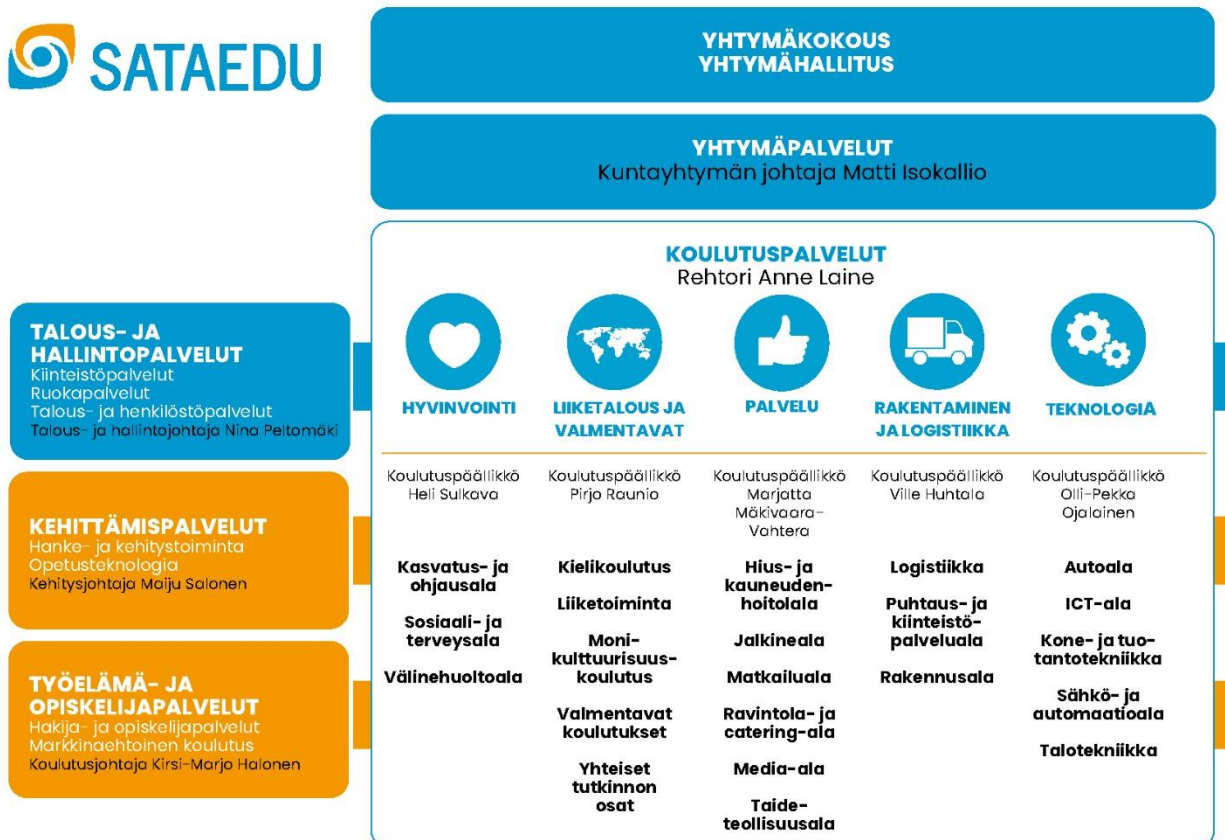 SATAEDU
YHTYMÄKOKOUS
YHTYMÄHALLITUS
YHTYMÄPALVELUT
Kuntayhtymän johtaja Matti Isokallio
KOULUTUSPALVELUT
Rehtori Anne Laine
TALOUS- JA
HALLINTOPALVELUT
Kiinteistöpalvelut
Ruokapalvelut
Talous- ja henkilöstöpalvelut
Talous- ja hallintojohtaja Nina Peltomäki
KEHITTÄMISPALVELUT
Hanke- ja kehitystoiminta
Opetusteknologia
Kehitysjohtaja Maiju Salonen
TYÖELÄMÄ- JA
OPISKELIJAPALVELUT
Hakija- ja opiskelijapalvelut
Markkinaehtoinen koulutus
Koulutusjohtaja Kirsi-Marjo Halonen
HYVINVOINTI
Koulutuspäällikkö
Heli Sulkava
Kasvatus- ja
ohjausala
Sosiaali- ja
terveysala
Välinehuoltoala
LIIKETALOUS JA
VALMENTAVAT
Koulutuspäällikkö
Pirjo Raunio
Kielikoulutus
Liiketoiminta
Moni-
kulttuurisuus-
koulutus
Valmentavat
koulutukset
Yhteiset
tutkinnon
osat
PALVELU
Koulutuspäällikkö
Marjatta
Mäkivaara-
Vahtera
Hius- ja
kauneuden-
hoitolala
Jalkineala
Matkailuala
Ravintola- ja
catering-ala
Media-ala
Taide-
teollisuusala
RAKENTAMINEN
JA LOGISTIIKKA
Koulutuspäällikkö
Ville Huhtala
Logistiikka
Puhtaus- ja
kiinteistö-
palveluala
Rakennusala
TEKNOLOGIA
Koulutuspäällikkö
Olli-Pekka
Ojalainen
Autoala
ICT-ala
Kone- ja tuo-
tantotekniikka
Sähkö- ja
automaatioala
Talotekniikka